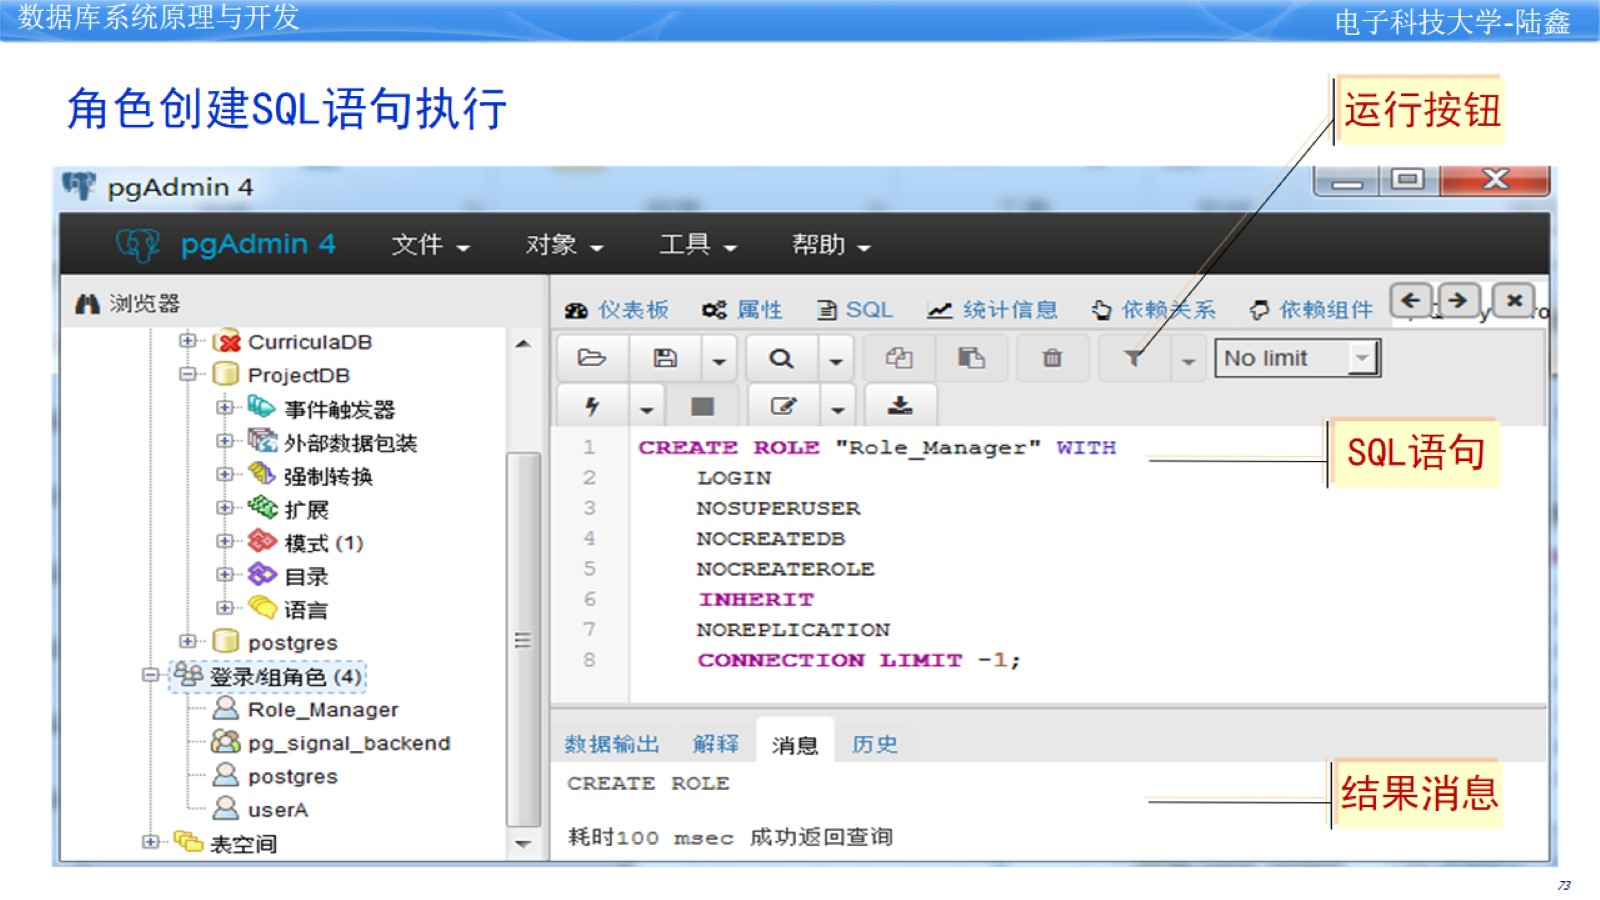 数据库系统原理与开发
电子科技大学-陆鑫
角色创建SQL语句执行
运行按钮
pgAdmin 4
pgAdmin 4 文件 对象 工具 帮助
浏览器
仪表板 属性 SQL 统计信息 依赖关系 依赖组件
CurriculaDB
ProjectDB
事件触发器
外部数据包装
强制转换
扩展
模式 (1)
目录
语言
postgres
登录/组角色 (4)
Role_Manager
pg_signal_backend
postgres
userA
表空间
No limit
1 CREATE ROLE "Role_Manager" WITH
2 LOGIN
3 NOSUPERUSER
4 NOCREATEDB
5 NOCREATEROLE
6 INHERIT
7 NOREPLICATION
8 CONNECTION LIMIT -1;
SQL语句
数据输出 解释 消息 历史
CREATE ROLE
耗时100 msec 成功返回查询
结果消息
73